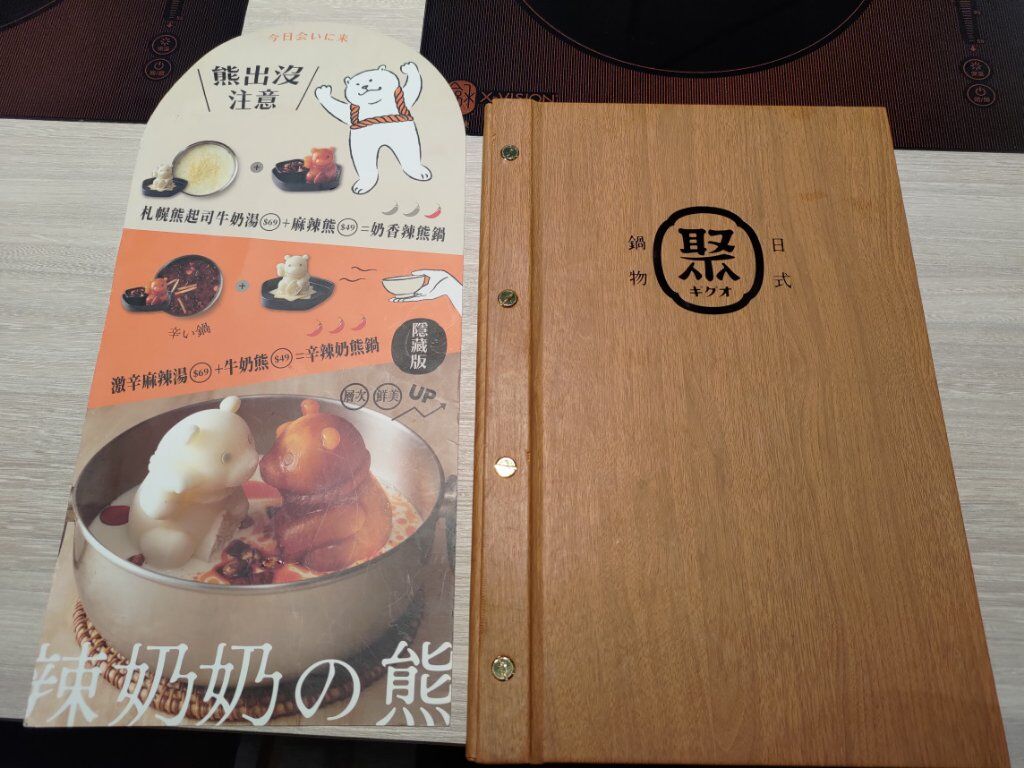 今日会いに来
熊出沒
注意
札幌熊起司牛奶湯$69+麻辣熊$49=奶香辣熊鍋
辛い鍋
隱藏版
激辛麻辣湯$69+牛奶熊$49=辛辣奶熊鍋
層次 鮮美 UP
辣奶奶の熊
X-VISION
鍋物
聚
キクオ
日式